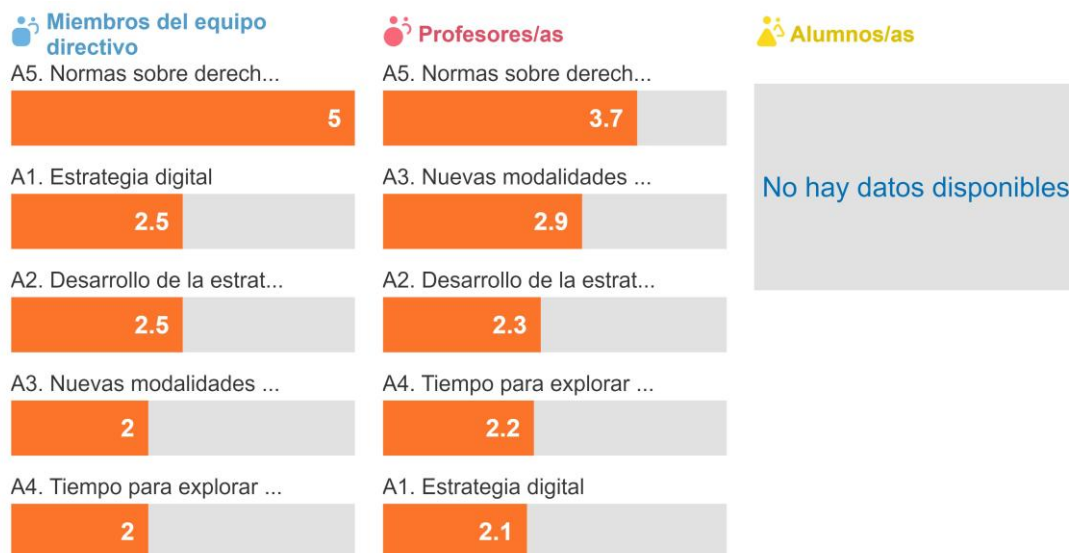 Miembros del equipo
directivo
A5. Normas sobre derech...
5
A1. Estrategia digital
2.5
A2. Desarrollo de la estrat...
2.5
A3. Nuevas modalidades ...
2
A4. Tiempo para explorar ...
2
Profesores/as
A5. Normas sobre derech...
3.7
A3. Nuevas modalidades ...
2.9
A2. Desarrollo de la estrat...
2.3
A4. Tiempo para explorar ...
2.2
A1. Estrategia digital
2.1
Alumnos/as
No hay datos disponibles